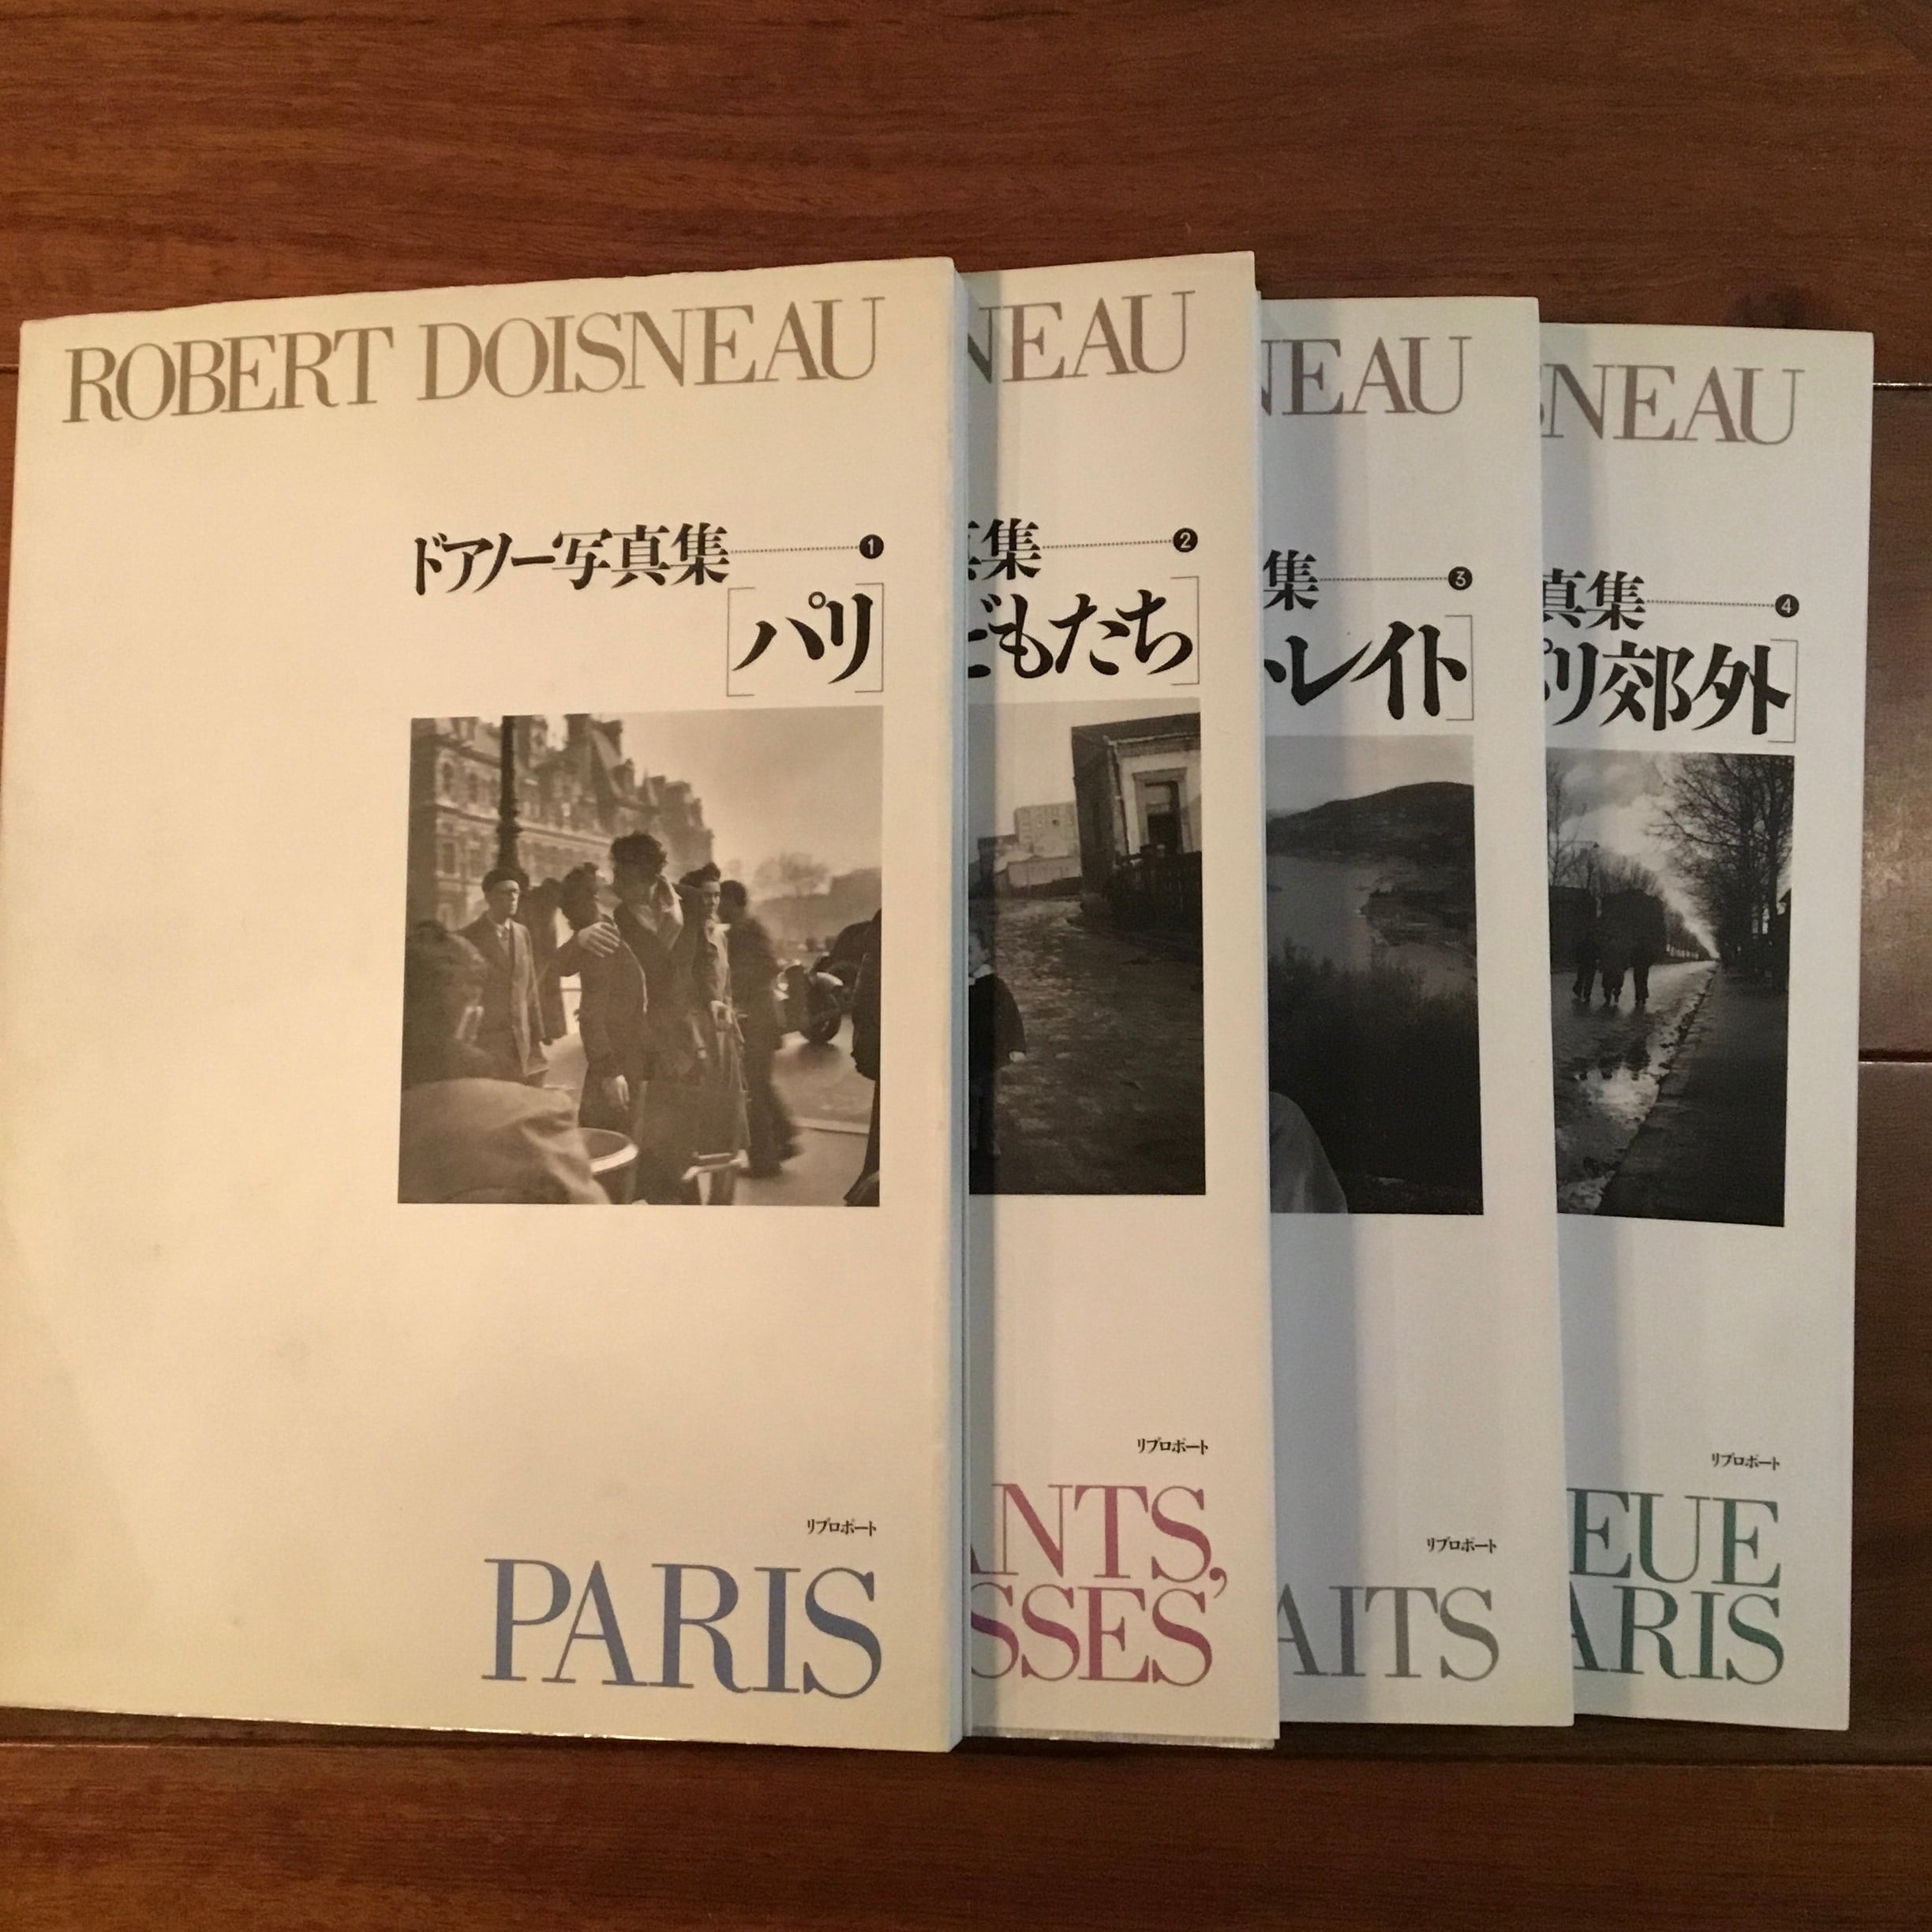 ROBERT DOISNEAU
ドアノー写真集 1
[パリ]
リブロポート
PARIS
NEAU
真集 2
どもたち]
リブロポート
ANTS,
SSES
NEAU
集 3
トレイト]
リブロポート
AITS
SNEAU
真集 4
パリ郊外]
リブロポート
EUE
ARIS